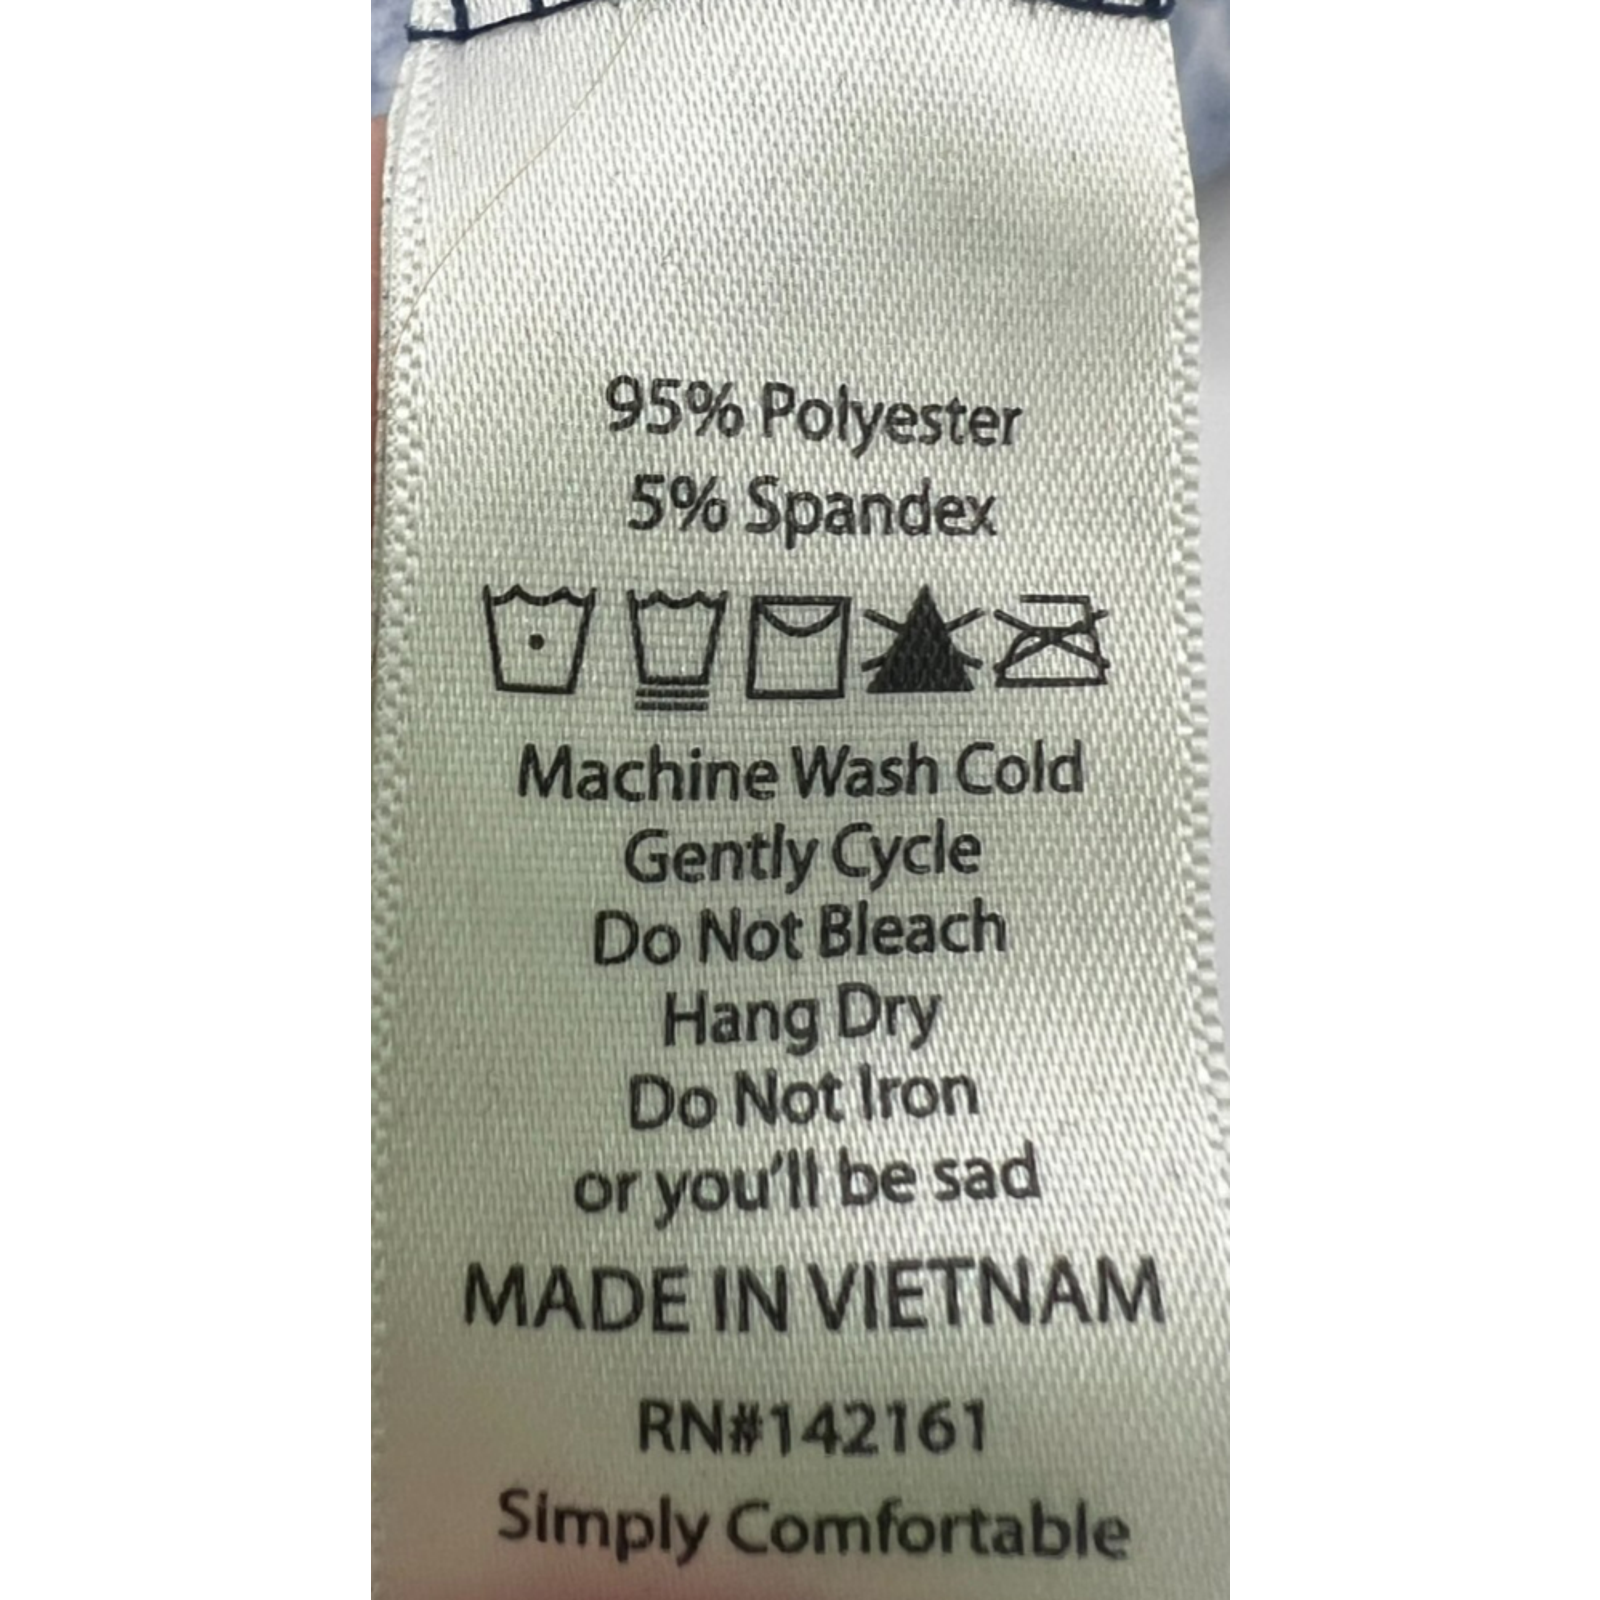 95% Polyester
5% Spandex
Machine Wash Cold
Gently Cycle
Do Not Bleach
Hang Dry
Do Not Iron
or you'll be sad
MADE IN VIETNAM
RN#142161
Simply Comfortable